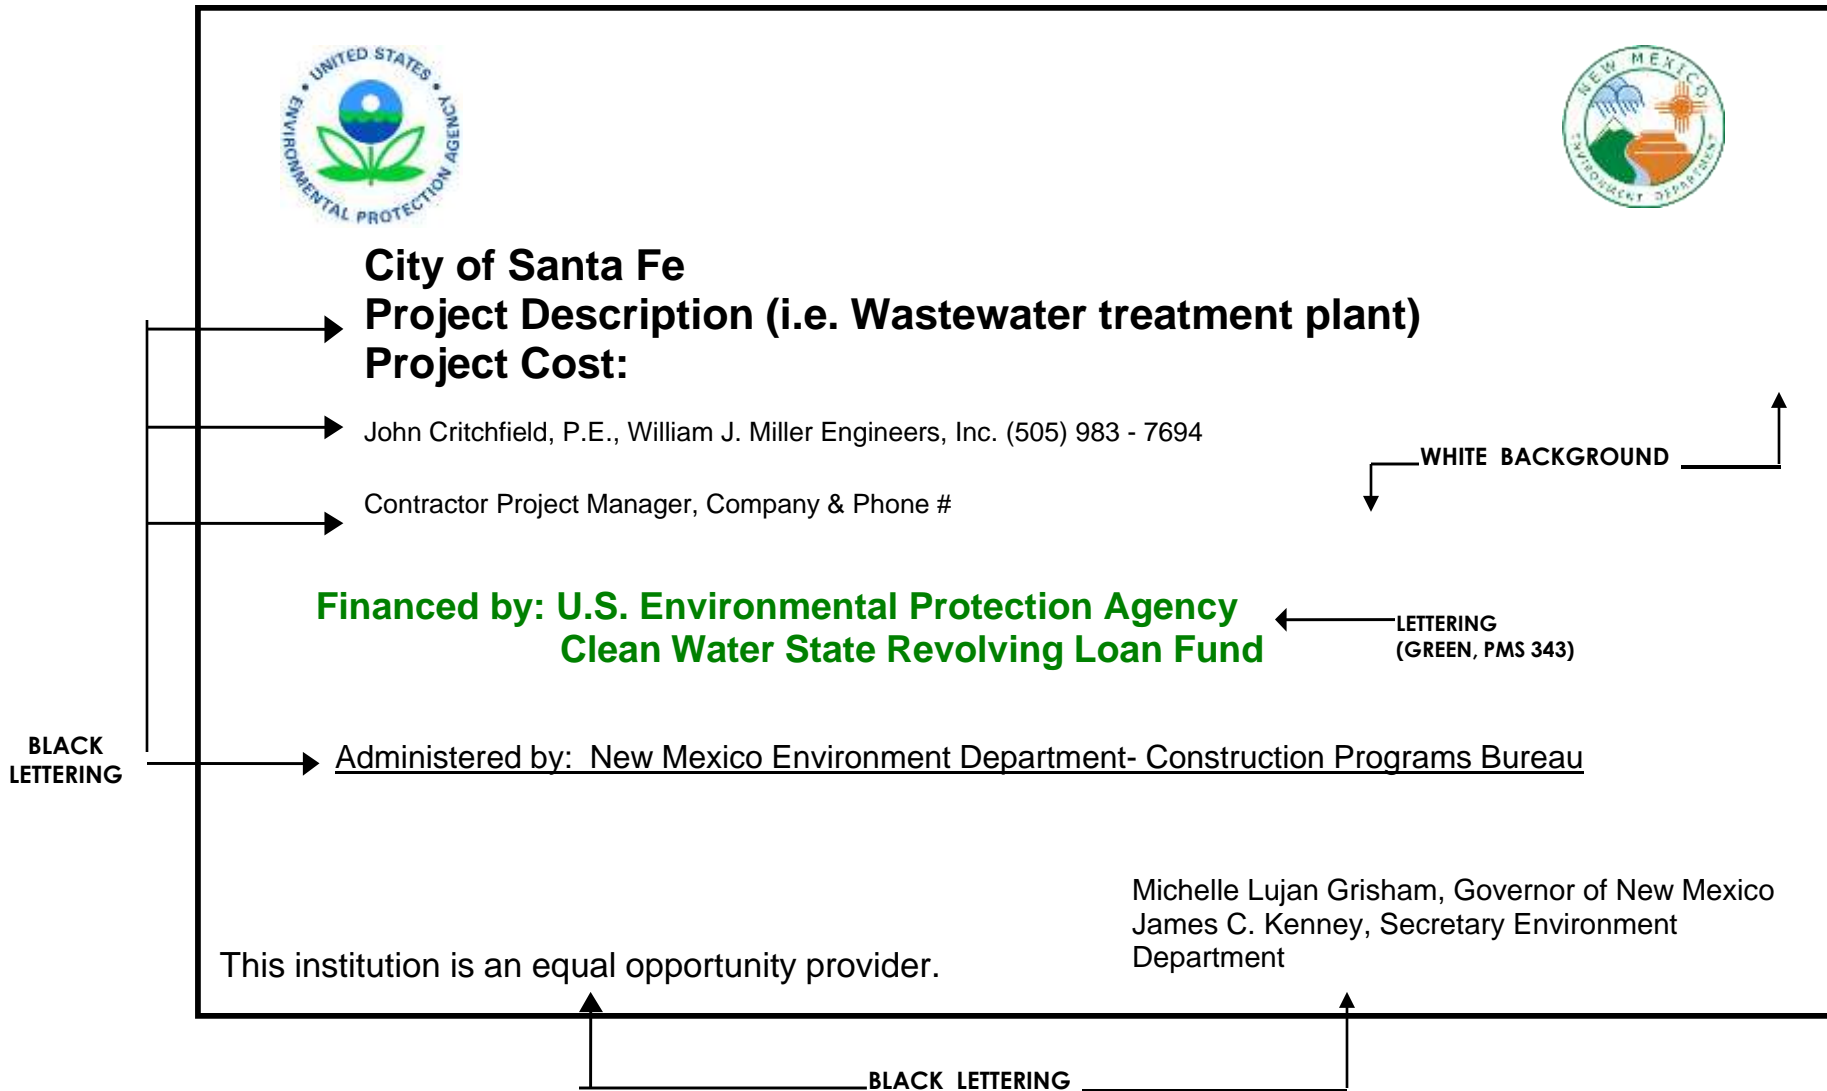 UNITED STATES • ENVIRONMENTAL PROTECTION AGENCY •
NEW MEXICO
ENVIRONMENT DEPARTMENT
City of Santa Fe
Project Description (i.e. Wastewater treatment plant)
Project Cost:
John Critchfield, P.E., William J. Miller Engineers, Inc. (505) 983 - 7694
WHITE BACKGROUND
Contractor Project Manager, Company & Phone #
Financed by: U.S. Environmental Protection Agency
Clean Water State Revolving Loan Fund
LETTERING
(GREEN, PMS 343)
BLACK
LETTERING
Administered by:  New Mexico Environment Department- Construction Programs Bureau
Michelle Lujan Grisham, Governor of New Mexico
James C. Kenney, Secretary Environment
Department
This institution is an equal opportunity provider.
BLACK LETTERING